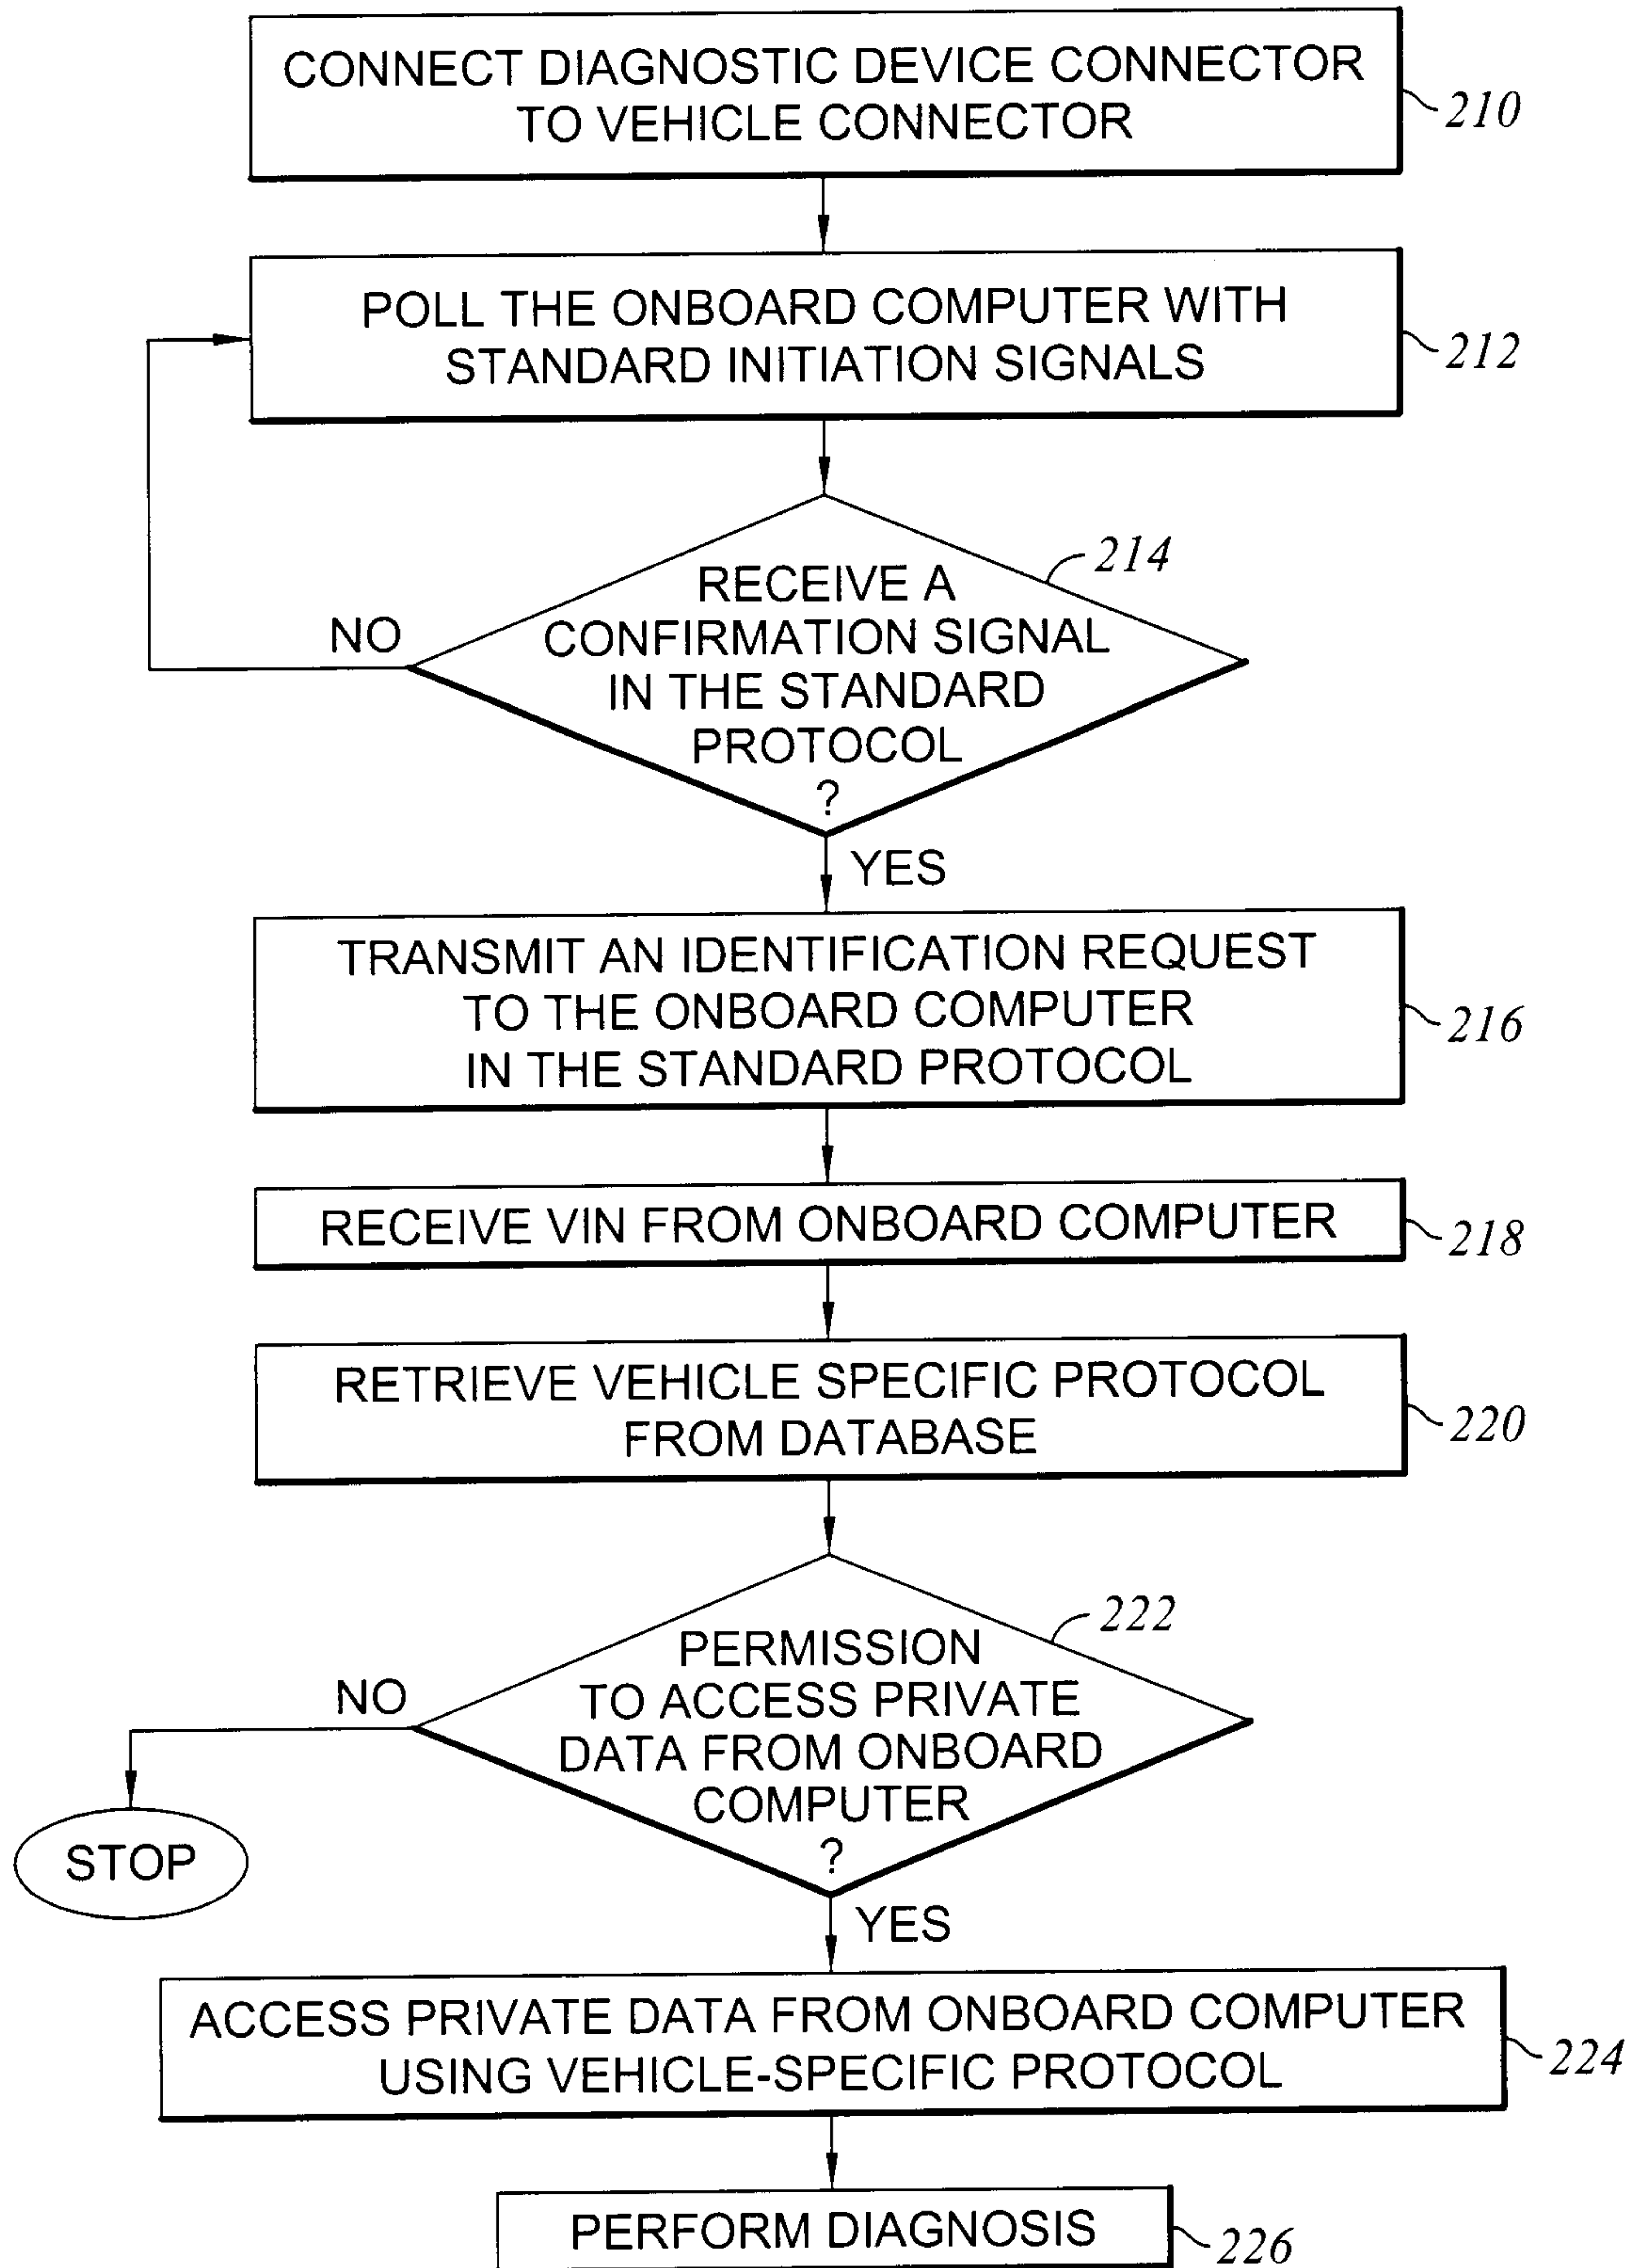 CONNECT DIAGNOSTIC DEVICE CONNECTOR
TO VEHICLE CONNECTOR
210
POLL THE ONBOARD COMPUTER WITH
STANDARD INITIATION SIGNALS
212
214
RECEIVE A
CONFIRMATION SIGNAL
IN THE STANDARD
PROTOCOL
?
NO
YES
TRANSMIT AN IDENTIFICATION REQUEST
TO THE ONBOARD COMPUTER
IN THE STANDARD PROTOCOL
216
RECEIVE VIN FROM ONBOARD COMPUTER
218
RETRIEVE VEHICLE SPECIFIC PROTOCOL
FROM DATABASE
220
222
PERMISSION
TO ACCESS PRIVATE
DATA FROM ONBOARD
COMPUTER
?
NO
STOP
YES
ACCESS PRIVATE DATA FROM ONBOARD COMPUTER
USING VEHICLE-SPECIFIC PROTOCOL
224
PERFORM DIAGNOSIS
226